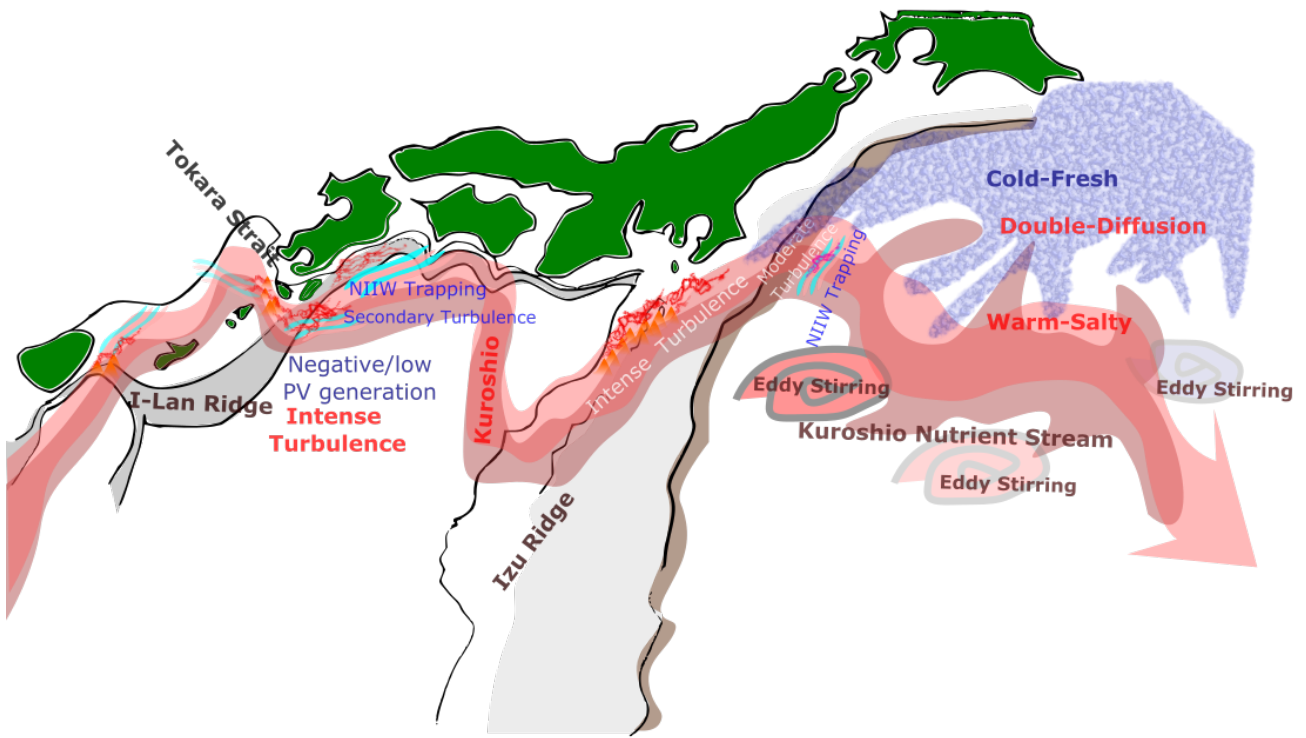 Tokara Strait
Cold-Fresh
Double-Diffusion
Moderate
Turbulence
NIIW Trapping
NIIW Trapping
Secondary Turbulence
Warm-Salty
Intense Turbulence
Kuroshio
Negative/low
PV generation
I-Lan Ridge
Intense
Turbulence
Eddy Stirring
Eddy Stirring
Kuroshio Nutrient Stream
Eddy Stirring
Izu Ridge